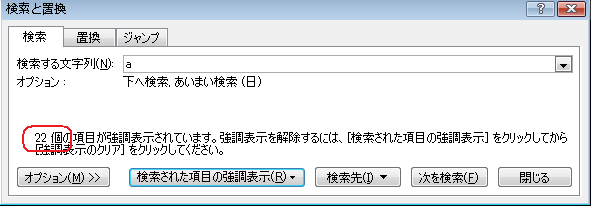 検索と置換
検索 置換 ジャンプ
検索する文字列(N): a
オプション: 下へ検索, あいまい検索 (日)
22 個の項目が強調表示されています。強調表示を解除するには、[検索された項目の強調表示] をクリックしてから
[強調表示のクリア] をクリックしてください。
オプション(M) >> 検索された項目の強調表示(R) 検索先(I) 次を検索(F) 閉じる